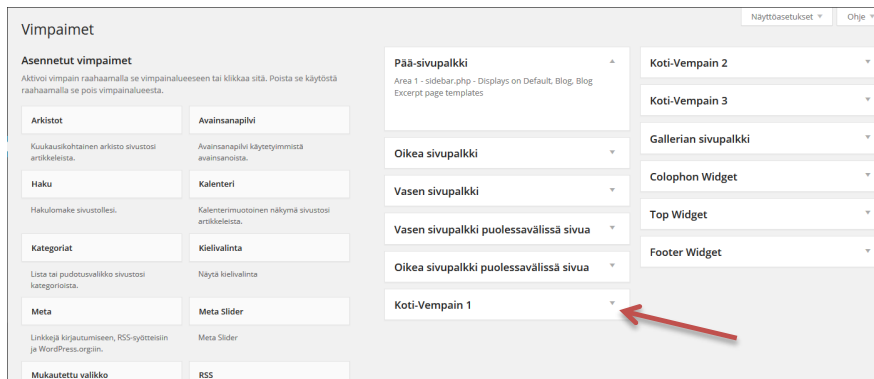 Näyttöasetukset
Ohje
Vimpaimet
Asennetut vimpaimet
Aktivoi vimpain raahaamalla se vimpainalueeseen tai klikkaa sitä. Poista se käytöstä
raahaamalla se pois vimpainalueesta.
Arkistot
Kuukausikohtainen arkisto sivustosi
artikkeleista.
Avainsanapilvi
Avainsanapilvi käytetyimmistä
avainsanoista.
Haku
Hakulomake sivustollesi.
Kalenteri
Kalenterimuotoinen näkymä sivustosi
artikkeleista.
Kategoriat
Lista tai pudotusvalikko sivustosi
kategorioista.
Kielivalinta
Näytä kielivalinta
Meta
Linkkejä kirjautumiseen, RSS-syötteisiin
ja WordPress.org:iin.
Meta Slider
Meta Slider
Mukautettu valikko
RSS
Pää-sivupalkki
Area 1 - sidebar.php - Displays on Default, Blog, Blog
Excerpt page templates
Oikea sivupalkki
Vasen sivupalkki
Vasen sivupalkki puolessavälissä sivua
Oikea sivupalkki puolessavälissä sivua
Koti-Vempain 1
Koti-Vempain 2
Koti-Vempain 3
Gallerian sivupalkki
Colophon Widget
Top Widget
Footer Widget